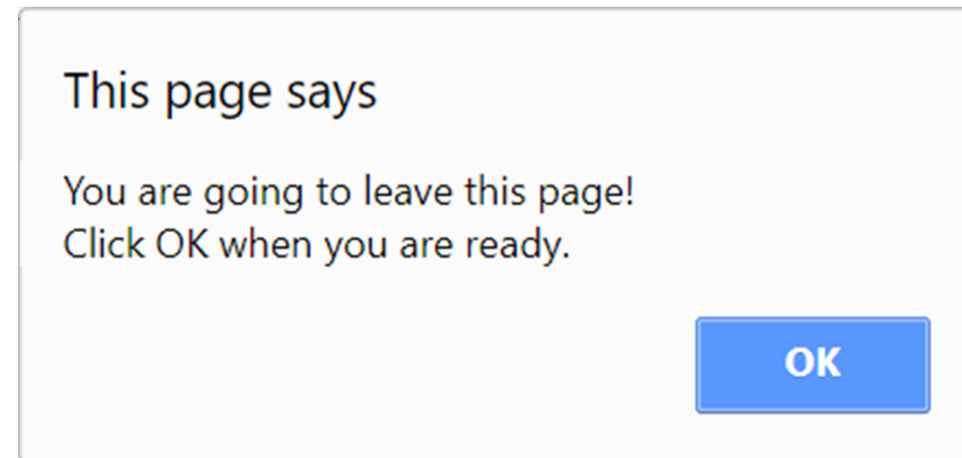 This page says
You are going to leave this page!
Click OK when you are ready.
OK